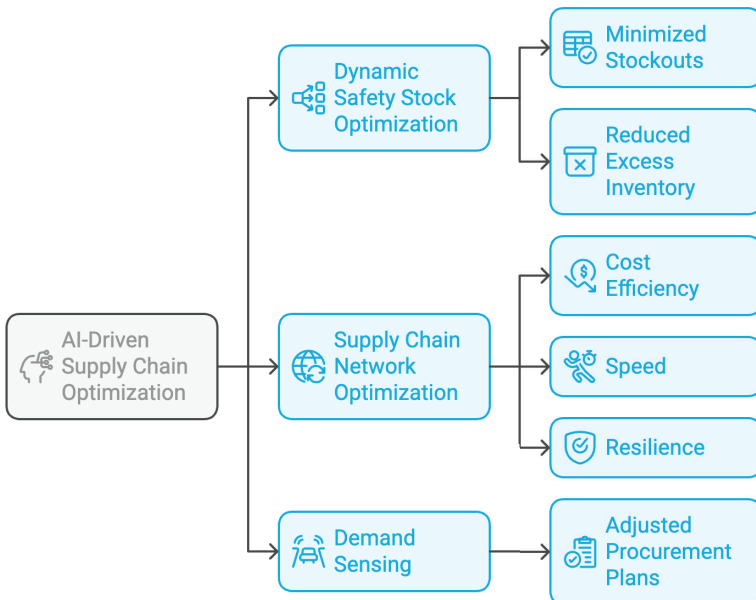 Dynamic
Safety Stock
Optimization
Minimized
Stockouts
Reduced
Excess
Inventory
AI-Driven
Supply Chain
Optimization
Supply Chain
Network
Optimization
Cost
Efficiency
Speed
Resilience
Demand
Sensing
Adjusted
Procurement
Plans